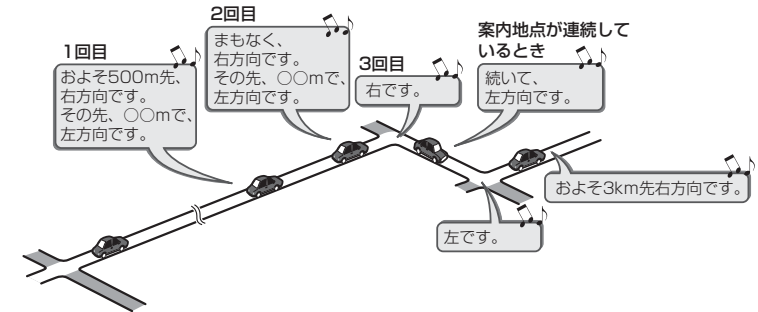 1回目
およそ500m先、
右方向です。
その先、○○mで、
左方向です。
2回目
まもなく、
右方向です。
その先、○○mで、
左方向です。
3回目
右です。
案内地点が連続して
いるとき
続いて、
左方向です。
左です。
およそ3km先右方向です。